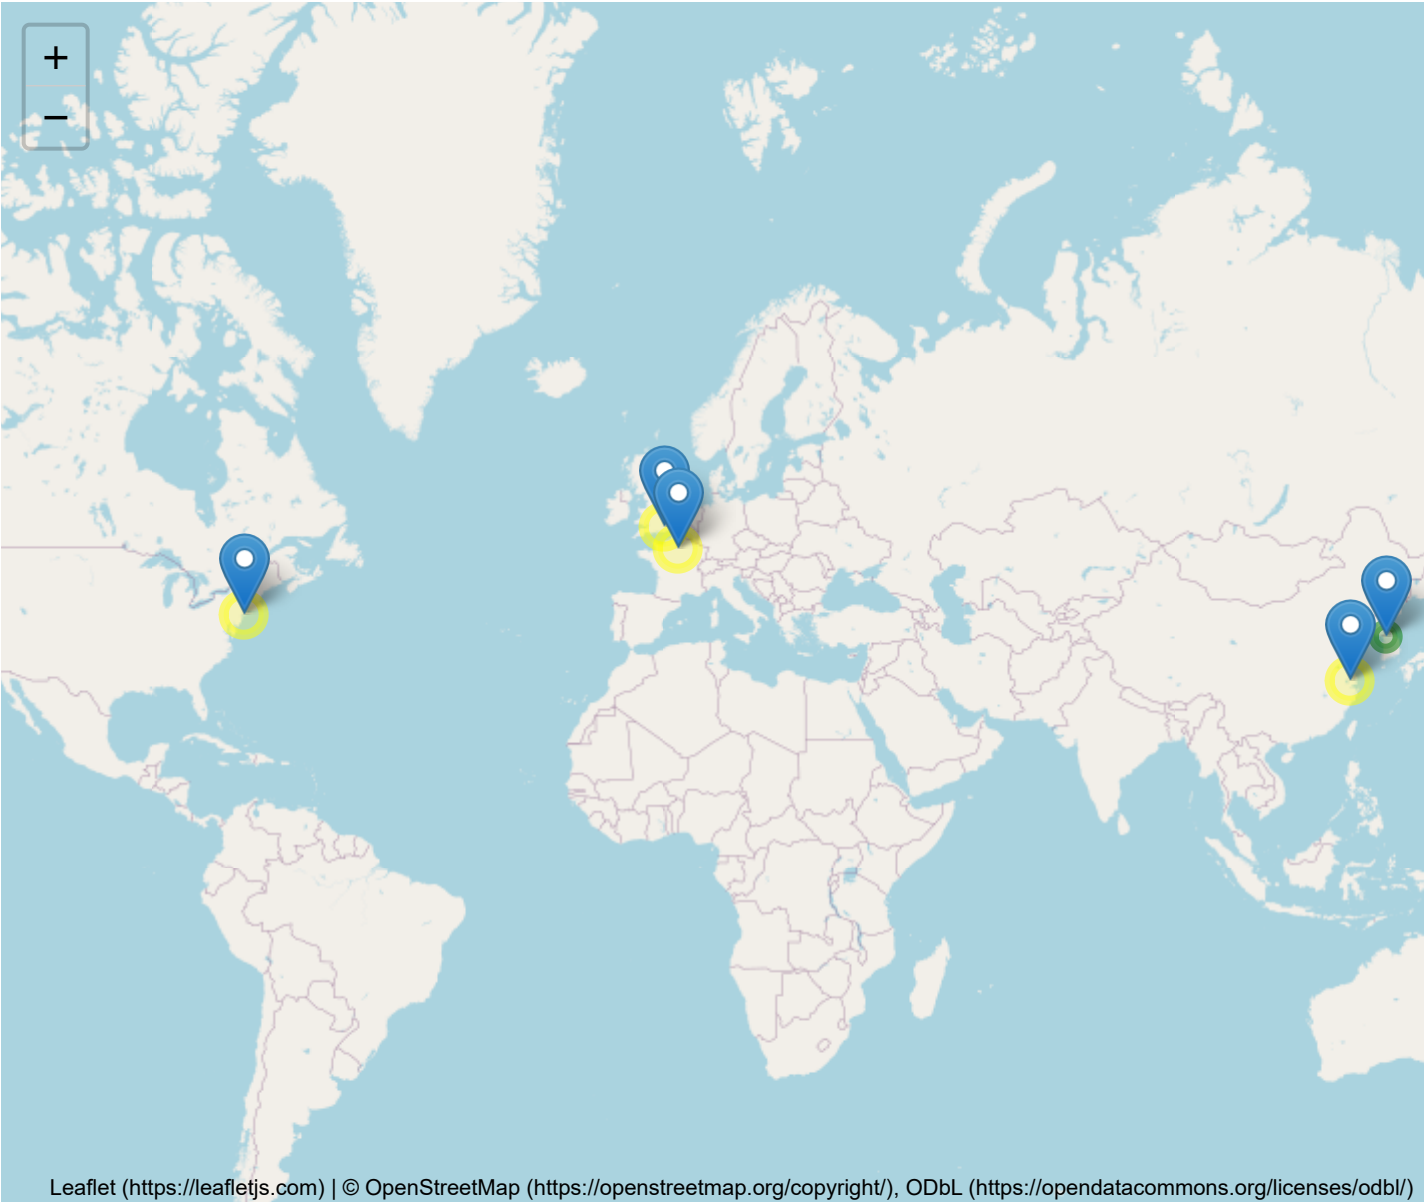 +
−
Leaflet (https://leafletjs.com) | © OpenStreetMap (https://openstreetmap.org/copyright/), ODbL (https://opendatacommons.org/licenses/odbl/)